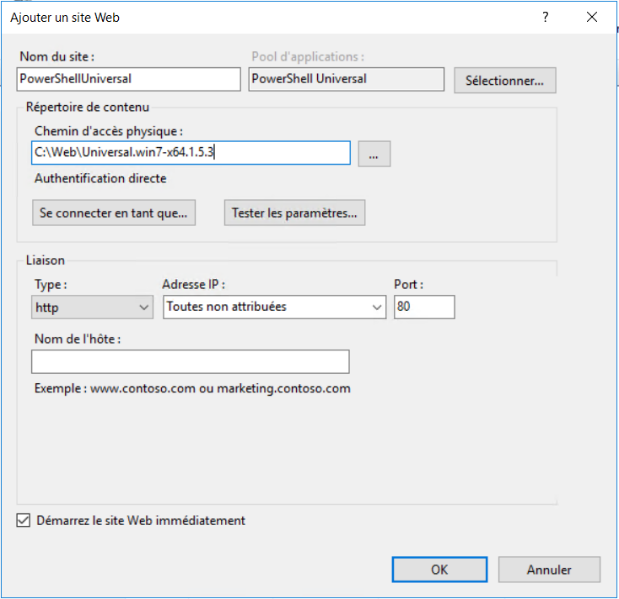 Ajouter un site Web
?
Nom du site :
Pool d'applications :
PowerShellUniversal
PowerShell Universal
Sélectionner...
Répertoire de contenu
Chemin d'accès physique :
C:\Web\Universal.win7-x64.1.5.3
...
Authentification directe
Se connecter en tant que...
Tester les paramètres...
Liaison
Type :
Adresse IP :
Port :
http
Toutes non attribuées
80
Nom de l'hôte :
Exemple : www.contoso.com ou marketing.contoso.com
Démarrez le site Web immédiatement
OK
Annuler